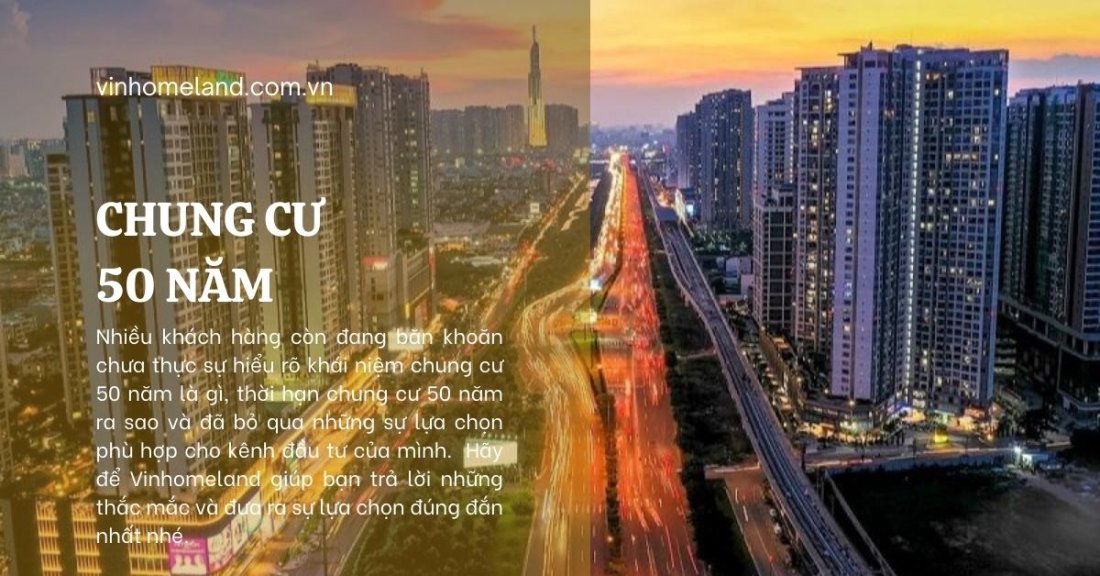 vinhomeland.com.vn
CHUNG CƯ
50 NĂM
Nhiều khách hàng còn đang băn khoăn
chưa thực sự hiểu rõ khái niệm chung cư
50 năm là gì, thời hạn chung cư 50 năm
ra sao và đã bỏ qua những sự lựa chọn
phù hợp cho kênh đầu tư của mình. Hãy
để Vinhomeland giúp bạn trả lời những
thắc mắc và đưa ra sự lựa chọn đúng đắn
nhất nhé.